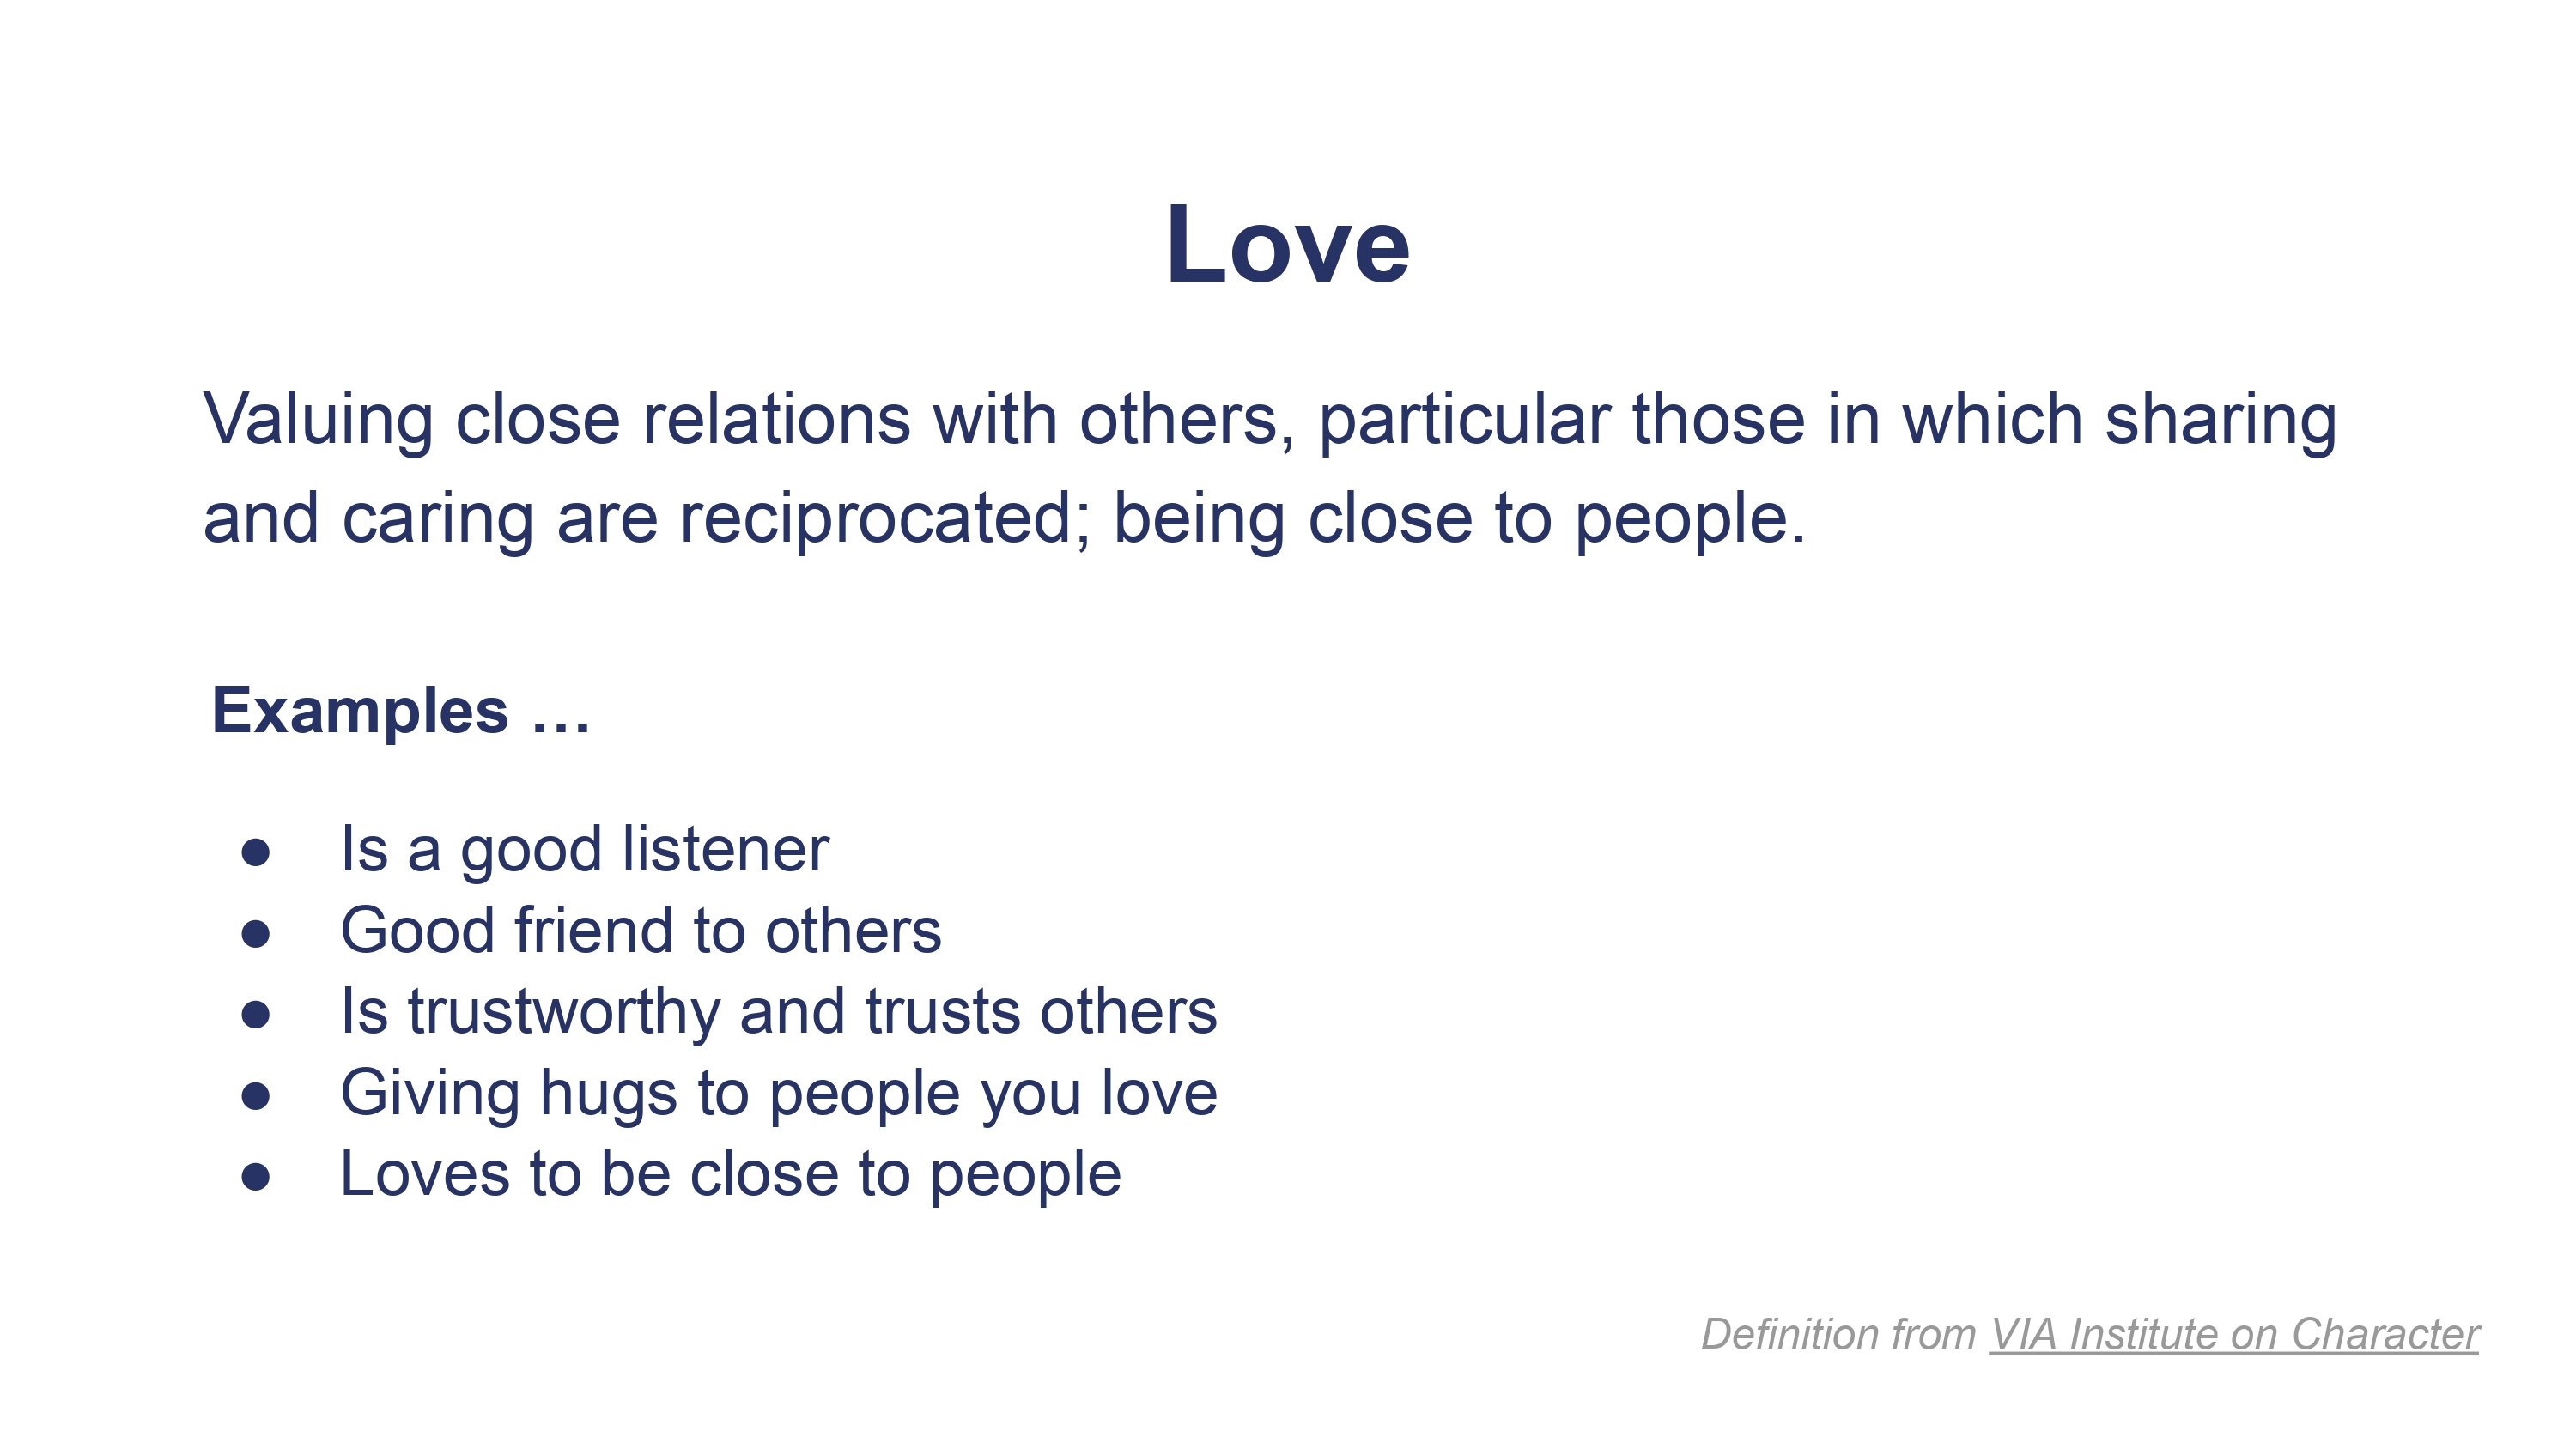 Love
Valuing close relations with others, particular those in which sharing
and caring are reciprocated; being close to people.
Examples …
● Is a good listener
● Good friend to others
● Is trustworthy and trusts others
● Giving hugs to people you love
● Loves to be close to people
Definition from VIA Institute on Character